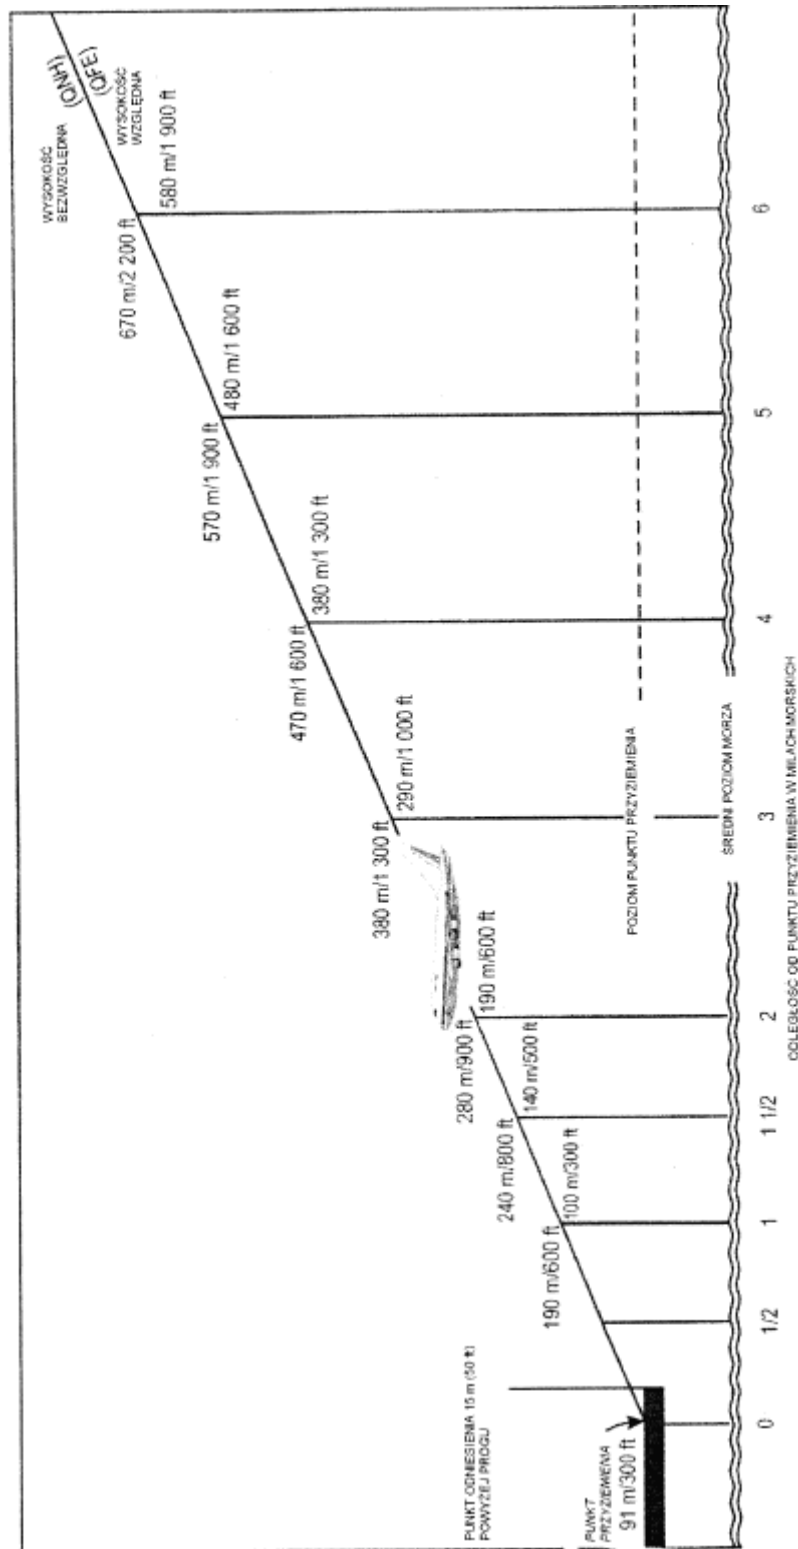 WYSOKOŚĆ
BEZWZGLĘDNA
(QNH)
(QFE)
WYSOKOŚĆ
WZGLĘDNA
670 m/2 200 ft
580 m/1 900 ft
570 m/1 900 ft
480 m/1 600 ft
470 m/1 600 ft
380 m/1 300 ft
380 m/1 300 ft
290 m/1 000 ft
280 m/900 ft
190 m/600 ft
240 m/800 ft
140 m/500 ft
190 m/600 ft
100 m/300 ft
PUNKT ODNIESIENIA 15 m (50 ft)
POWYŻEJ PROGU
PUNKT
PRZYZIEMIENIA
91 m/300 ft
POZIOM PUNKTU PRZYZIEMIENIA
ŚREDNI POZIOM MORZA
0 1/2 1 1 1/2 2 3 4 5 6
ODLEGŁOSC OD PUNKTU PRZYZIEMIENIA W MILACH MORSKICH